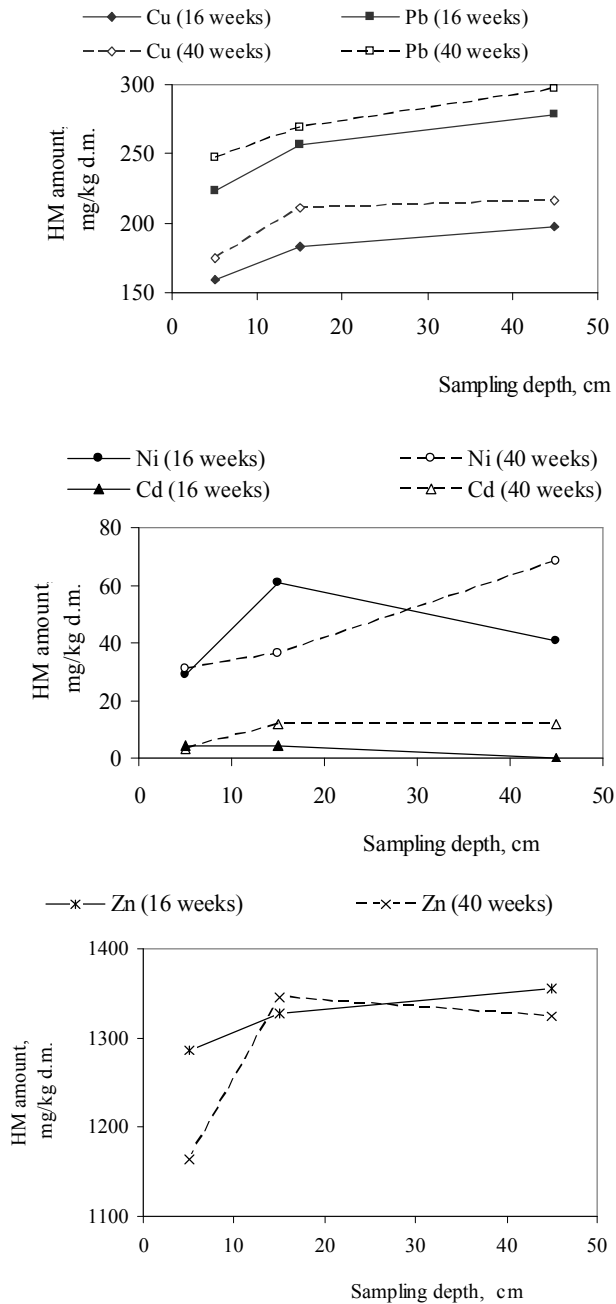 Cu (16 weeks) Pb (16 weeks)
Cu (40 weeks) Pb (40 weeks)
HM amount,
mg/kg d.m.
300
250
200
150
0 10 20 30 40 50
Sampling depth, cm
Ni (16 weeks) Ni (40 weeks)
Cd (16 weeks) Cd (40 weeks)
HM amount,
mg/kg d.m.
80
60
40
20
0
0 10 20 30 40 50
Sampling depth, cm
Zn (16 weeks) Zn (40 weeks)
HM amount,
mg/kg d.m.
1400
1300
1200
1100
0 10 20 30 40 50
Sampling depth, cm